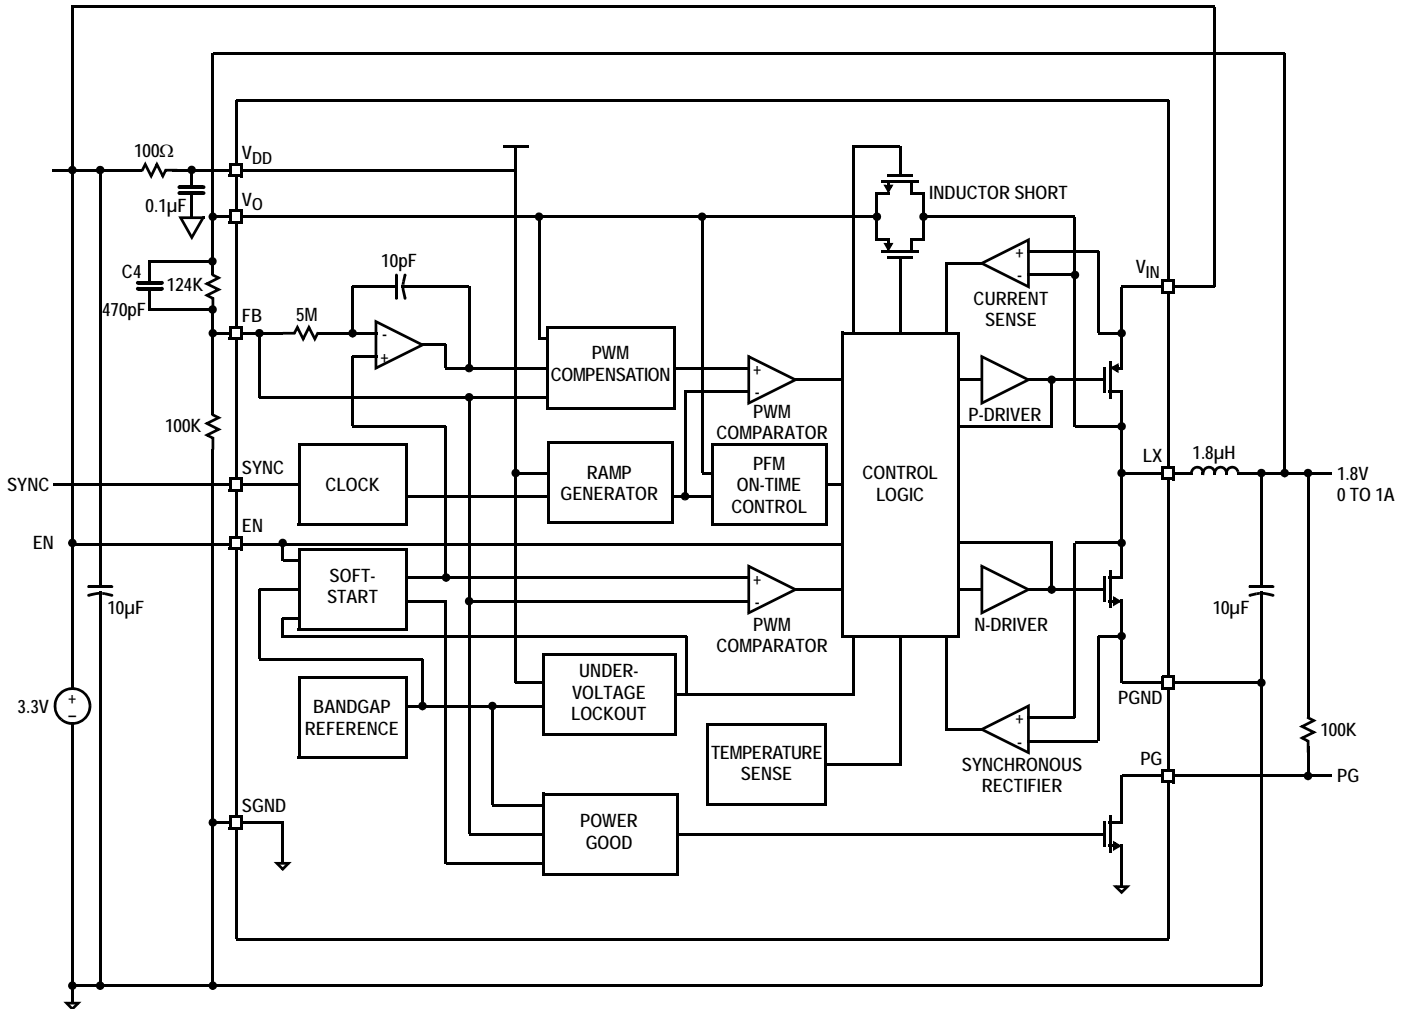 100Ω
V_DD
0.1µF
V_O
INDUCTOR SHORT
C4
124K
470pF
10pF
+
-
CURRENT
SENSE
V_IN
FB
5M
-
+
PWM
COMPENSATION
+
-
PWM
COMPARATOR
P-DRIVER
100K
SYNC
SYNC
CLOCK
RAMP
GENERATOR
PFM
ON-TIME
CONTROL
CONTROL
LOGIC
LX
1.8µH
1.8V
0 TO 1A
EN
EN
SOFT-
START
+
-
PWM
COMPARATOR
N-DRIVER
10µF
10µF
3.3V
+
–
BANDGAP
REFERENCE
UNDER-
VOLTAGE
LOCKOUT
TEMPERATURE
SENSE
+
-
SYNCHRONOUS
RECTIFIER
PGND
100K
PG
PG
SGND
POWER
GOOD